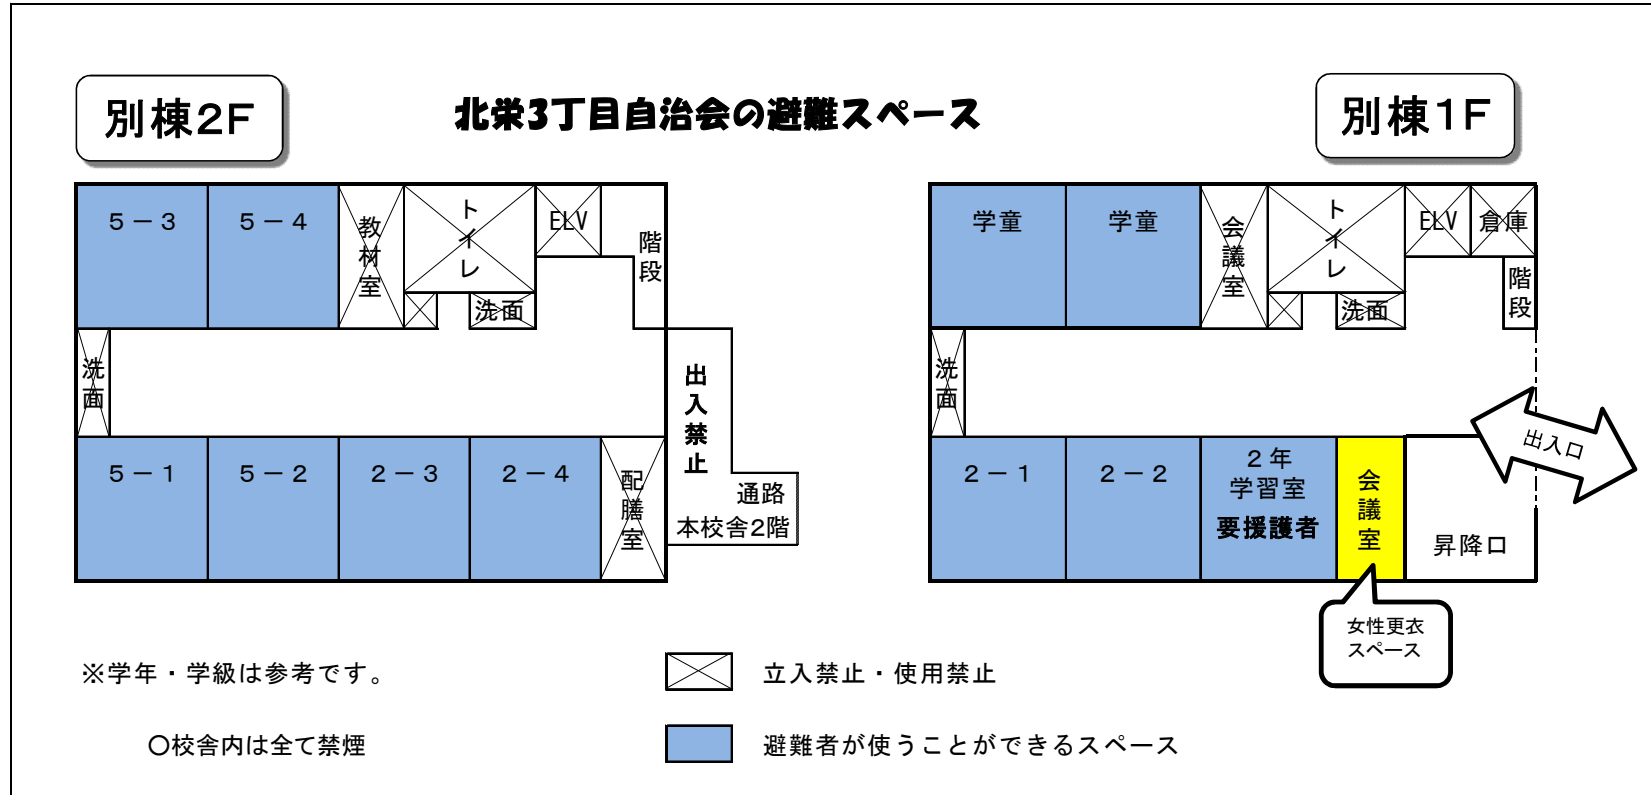 別棟2F
北栄3丁目自治会の避難スペース
別棟1F
5－3
5－4
教材室
トイレ
ELV
階段
洗面
洗面
出入禁止
5－1
5－2
2－3
2－4
配膳室
通路
本校舎2階
学童
学童
会議室
トイレ
ELV
倉庫
階段
洗面
洗面
出入口
2－1
2－2
2年
学習室
要援護者
会議室
昇降口
女性更衣
スペース
※学年・学級は参考です。
立入禁止・使用禁止
〇校舎内は全て禁煙
避難者が使うことができるスペース